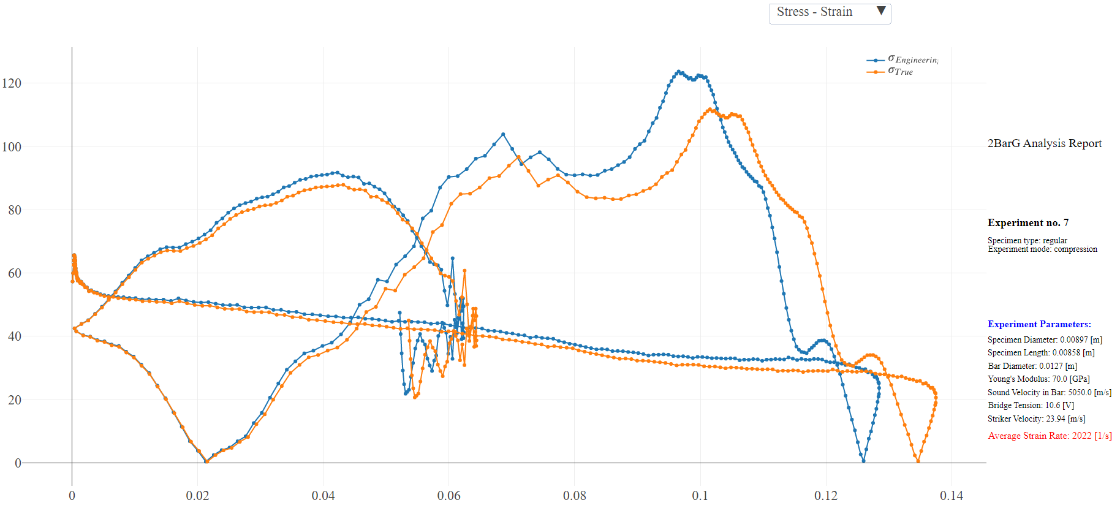 Stress - Strain ▼
σEngineerin,
σTrue
120
100
80
60
40
20
0
0 0.02 0.04 0.06 0.08 0.1 0.12 0.14
2BarG Analysis Report
Experiment no. 7
Specimen type: regular
Experiment mode: compression
Experiment Parameters:
Specimen Diameter: 0.00897 [m]
Specimen Length: 0.00858 [m]
Bar Diameter: 0.0127 [m]
Young's Modulus: 70.0 [GPa]
Sound Velocity in Bar: 5050.0 [m/s]
Bridge Tension: 10.6 [V]
Striker Velocity: 23.94 [m/s]
Average Strain Rate: 2022 [1/s]